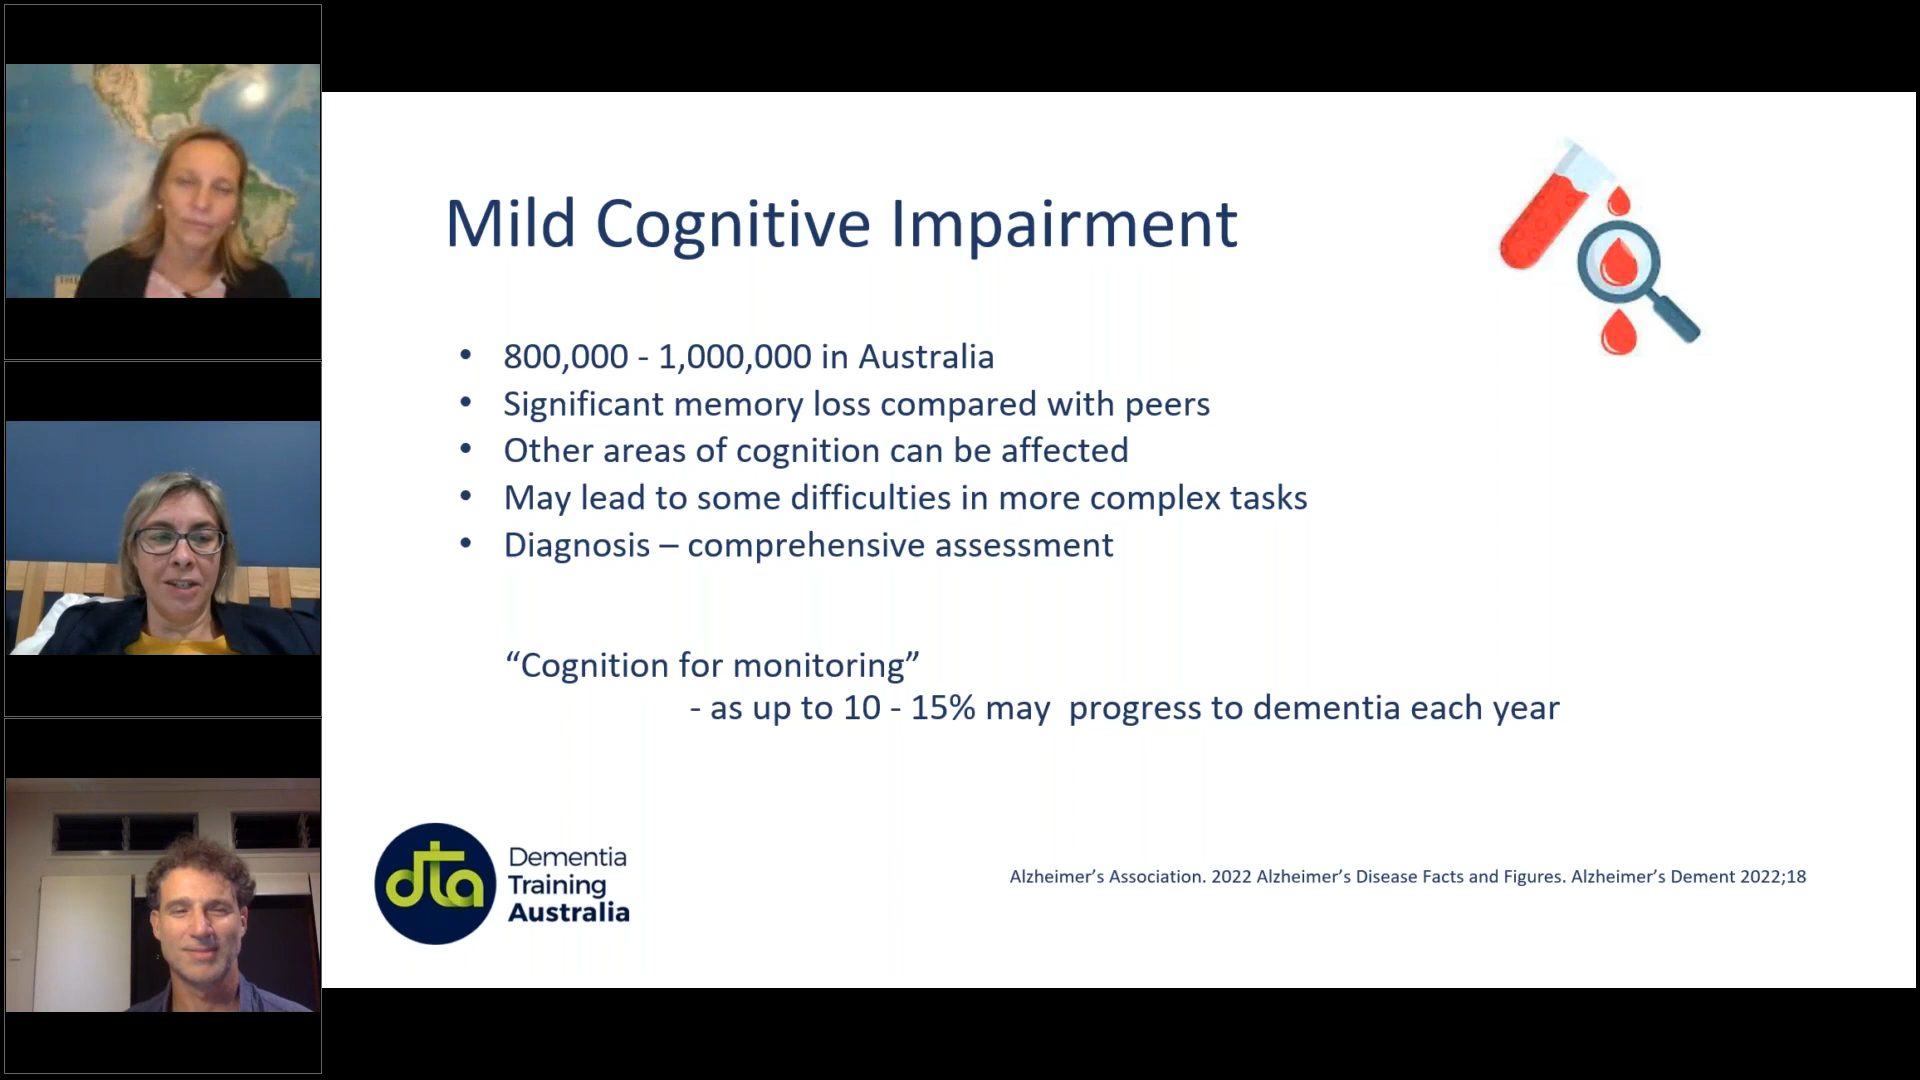 Mild Cognitive Impairment
• 800,000 - 1,000,000 in Australia
• Significant memory loss compared with peers
• Other areas of cognition can be affected
• May lead to some difficulties in more complex tasks
• Diagnosis – comprehensive assessment
“Cognition for monitoring”
- as up to 10 - 15% may  progress to dementia each year
dta
Dementia
Training
Australia
Alzheimer’s Association. 2022 Alzheimer’s Disease Facts and Figures. Alzheimer’s Dement 2022;18